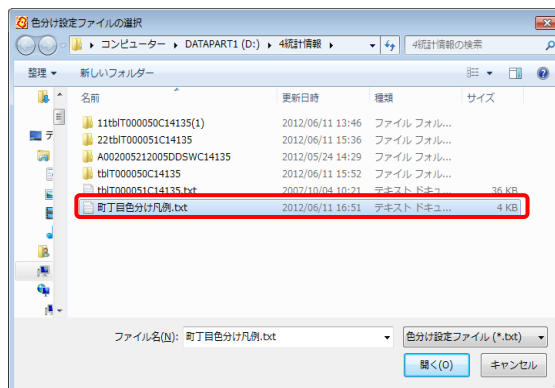 色分け設定ファイルの選択
コンピューター ▸ DATAPART1 (D:) ▸ 4統計情報 ▸
4統計情報の検索
整理 ▼ 新しいフォルダー
名前 更新日時 種類 サイズ
11tblT000050C14135(1) 2012/06/11 13:46 ファイル フォル...
22tblT000051C14135 2012/06/11 15:36 ファイル フォル...
A002005212005DDSWC14135 2012/05/24 14:29 ファイル フォル...
tblT000050C14135 2012/06/11 15:52 ファイル フォル...
tblT000051C14135.txt 2007/10/04 10:21 テキスト ドキュ... 36 KB
町丁目色分け凡例.txt 2012/06/11 16:51 テキスト ドキュ... 4 KB
デ
ファイル名(N): 町丁目色分け凡例.txt
色分け設定ファイル (*.txt)
開く(O) キャンセル